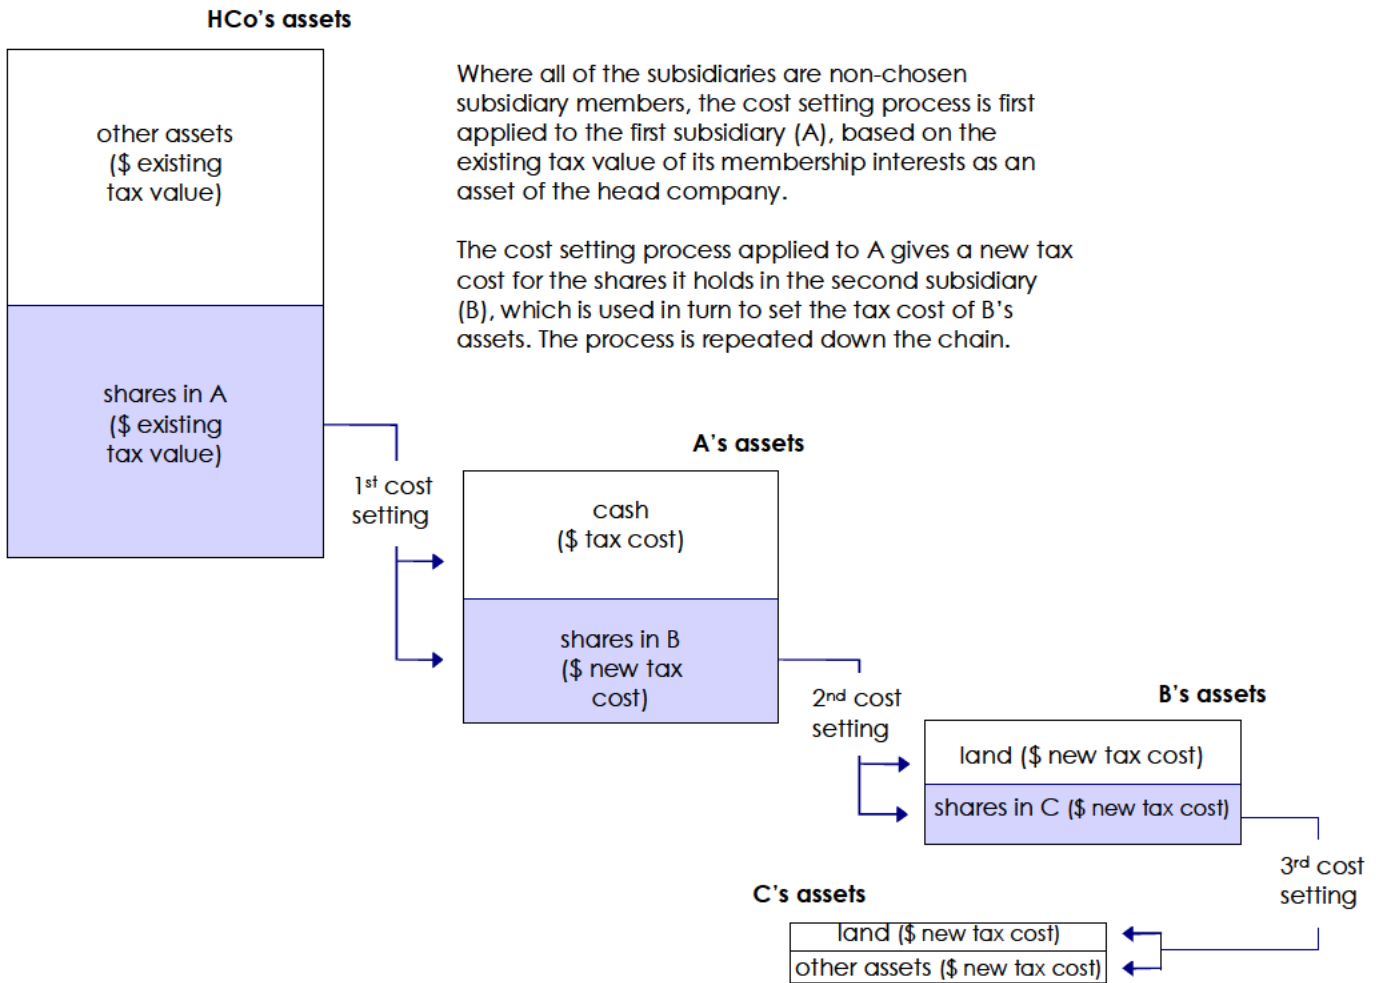 HCo's assets
other assets
($ existing
tax value)
Where all of the subsidiaries are non-chosen
subsidiary members, the cost setting process is first
applied to the first subsidiary (A), based on the
existing tax value of its membership interests as an
asset of the head company.
The cost setting process applied to A gives a new tax
cost for the shares it holds in the second subsidiary
(B), which is used in turn to set the tax cost of B's
assets. The process is repeated down the chain.
shares in A
($ existing
tax value)
1st cost
setting
A's assets
cash
($ tax cost)
shares in B
($ new tax
cost)
2nd cost
setting
B's assets
land ($ new tax cost)
shares in C ($ new tax cost)
3rd cost
setting
C's assets
land ($ new tax cost)
other assets ($ new tax cost)